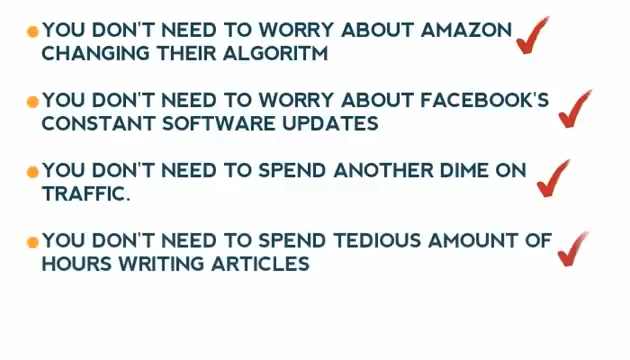 YOU DON'T NEED TO WORRY ABOUT AMAZON
CHANGING THEIR ALGORITM
YOU DON'T NEED TO WORRY ABOUT FACEBOOK'S
CONSTANT SOFTWARE UPDATES
YOU DON'T NEED TO SPEND ANOTHER DIME ON
TRAFFIC.
YOU DON'T NEED TO SPEND TEDIOUS AMOUNT OF
HOURS WRITING ARTICLES